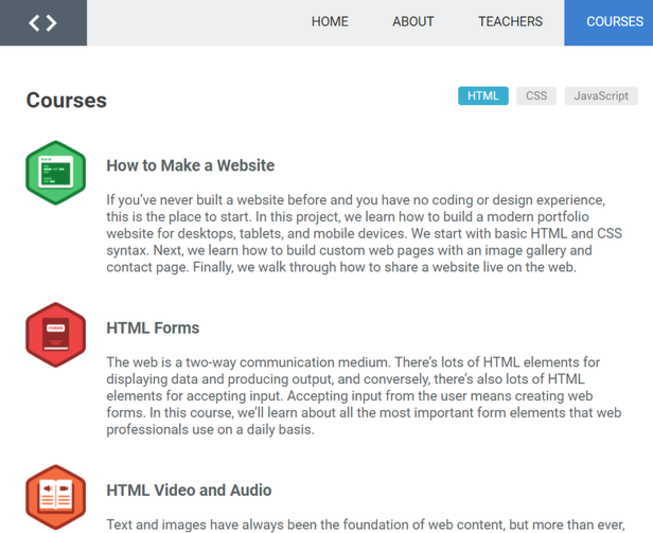 HOME ABOUT TEACHERS COURSES
Courses
HTML CSS JavaScript
How to Make a Website
If you've never built a website before and you have no coding or design experience,
this is the place to start. In this project, we learn how to build a modern portfolio
website for desktops, tablets, and mobile devices. We start with basic HTML and CSS
syntax. Next, we learn how to build custom web pages with an image gallery and
contact page. Finally, we walk through how to share a website live on the web.
FORMS
HTML Forms
The web is a two-way communication medium. There's lots of HTML elements for
displaying data and producing output, and conversely, there's also lots of HTML
elements for accepting input. Accepting input from the user means creating web
forms. In this course, we'll learn about all the most important form elements that web
professionals use on a daily basis.
HTML Video and Audio
Text and images have always been the foundation of web content, but more than ever,